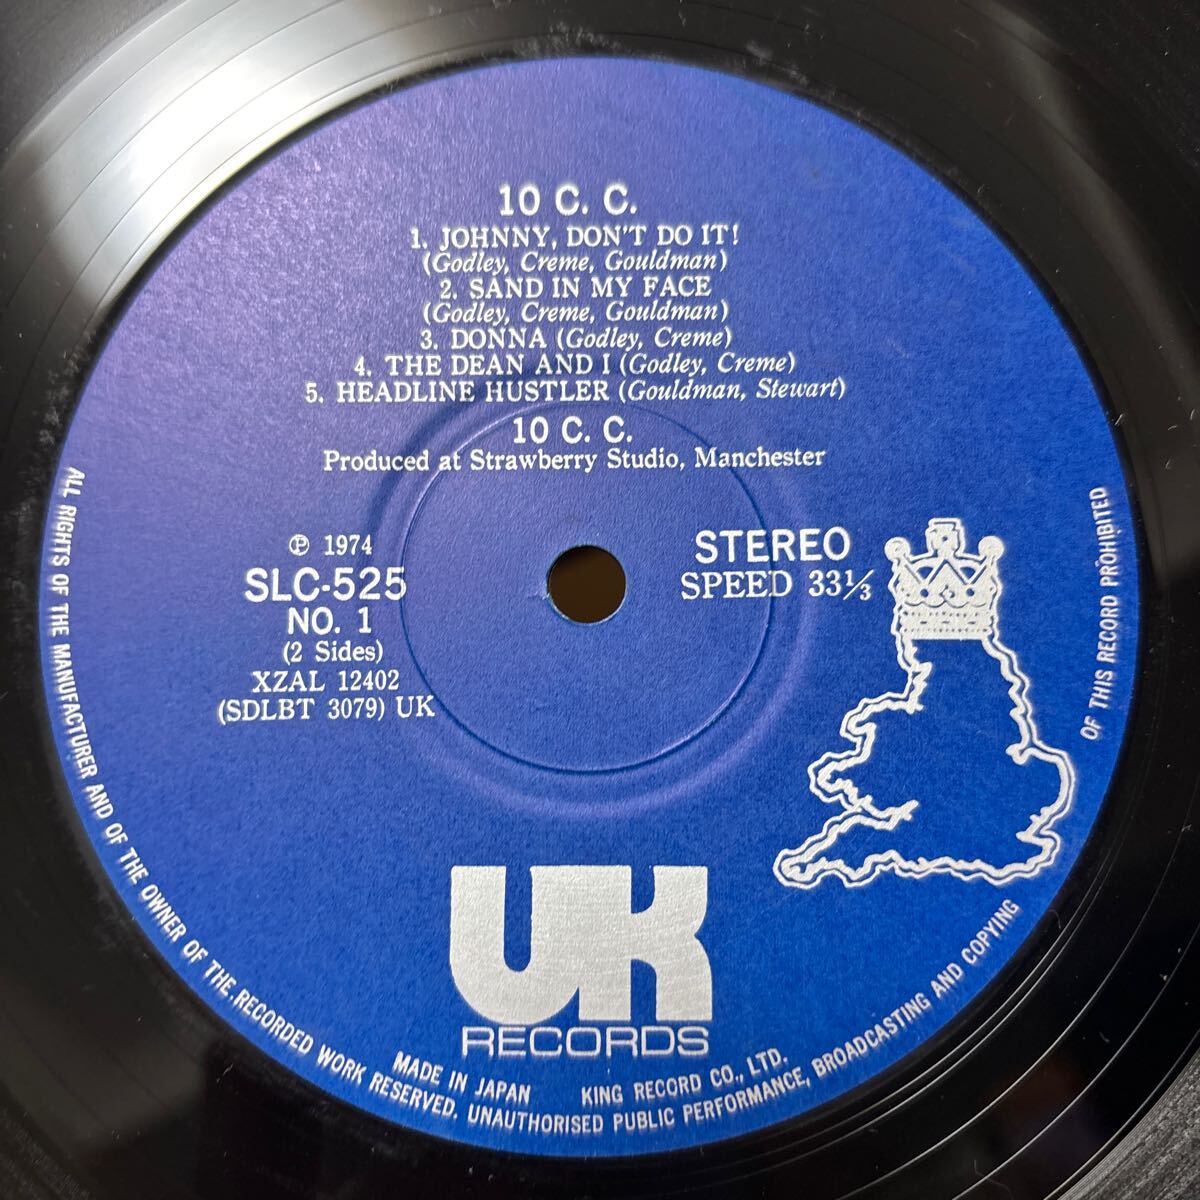 10 C. C.
1. JOHNNY, DON'T DO IT!
(Godley, Creme, Gouldman)
2. SAND IN MY FACE
(Godley, Creme, Gouldman)
3. DONNA (Godley, Creme)
4. THE DEAN AND I (Godley, Creme)
5. HEADLINE HUSTLER (Gouldman, Stewart)
10 C. C.
Produced at Strawberry Studio, Manchester
℗ 1974
SLC-525
NO. 1
(2 Sides)
XZAL 12402
(SDLBT 3079) UK
STEREO
SPEED 33⅓
UK
RECORDS
MADE IN JAPAN KING RECORD CO., LTD.
ALL RIGHTS OF THE MANUFACTURER AND OF THE OWNER OF THE RECORDED WORK RESERVED. UNAUTHORISED PUBLIC PERFORMANCE, BROADCASTING AND COPYING OF THIS RECORD PROHIBITED